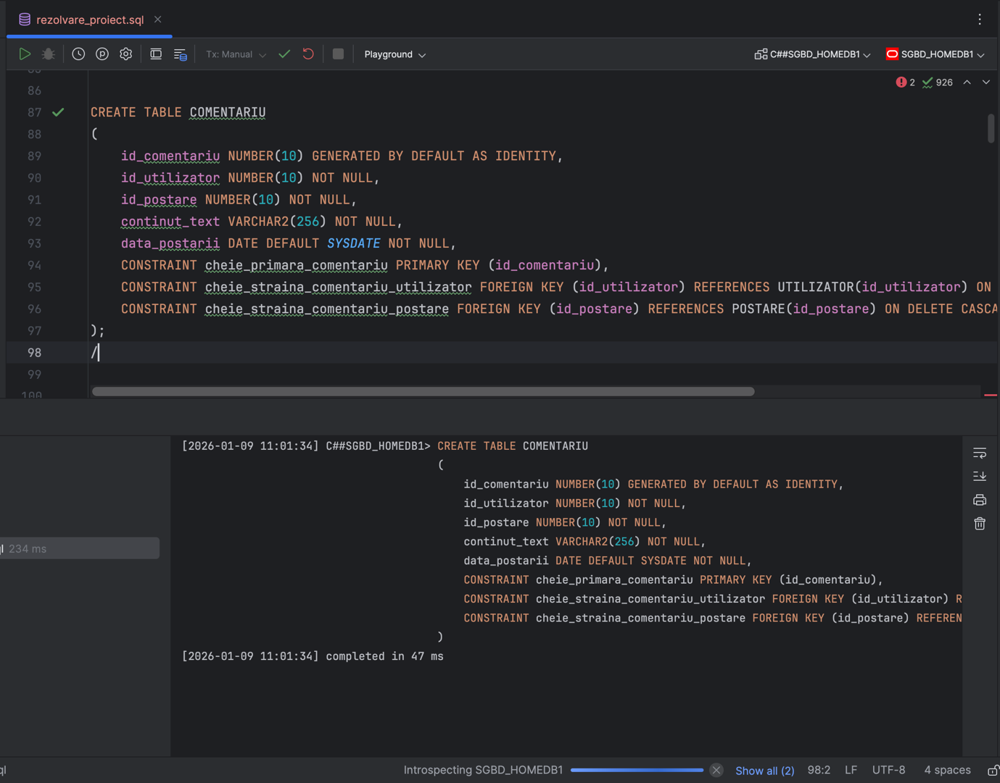 rezolvare_proiect.sql
Tx: Manual
Playground
C##SGBD_HOMEDB1
SGBD_HOMEDB1
2 926
86
87 CREATE TABLE COMENTARIU
88 (
89 id_comentariu NUMBER(10) GENERATED BY DEFAULT AS IDENTITY,
90 id_utilizator NUMBER(10) NOT NULL,
91 id_postare NUMBER(10) NOT NULL,
92 continut_text VARCHAR2(256) NOT NULL,
93 data_postarii DATE DEFAULT SYSDATE NOT NULL,
94 CONSTRAINT cheie_primara_comentariu PRIMARY KEY (id_comentariu),
95 CONSTRAINT cheie_straina_comentariu_utilizator FOREIGN KEY (id_utilizator) REFERENCES UTILIZATOR(id_utilizator) ON
96 CONSTRAINT cheie_straina_comentariu_postare FOREIGN KEY (id_postare) REFERENCES POSTARE(id_postare) ON DELETE CASCA
97 );
98 /
99
100
[2026-01-09 11:01:34] C##SGBD_HOMEDB1> CREATE TABLE COMENTARIU
(
id_comentariu NUMBER(10) GENERATED BY DEFAULT AS IDENTITY,
id_utilizator NUMBER(10) NOT NULL,
id_postare NUMBER(10) NOT NULL,
continut_text VARCHAR2(256) NOT NULL,
data_postarii DATE DEFAULT SYSDATE NOT NULL,
CONSTRAINT cheie_primara_comentariu PRIMARY KEY (id_comentariu),
CONSTRAINT cheie_straina_comentariu_utilizator FOREIGN KEY (id_utilizator) R
CONSTRAINT cheie_straina_comentariu_postare FOREIGN KEY (id_postare) REFEREN
)
[2026-01-09 11:01:34] completed in 47 ms
234 ms
Introspecting SGBD_HOMEDB1
Show all (2)
98:2
LF
UTF-8
4 spaces